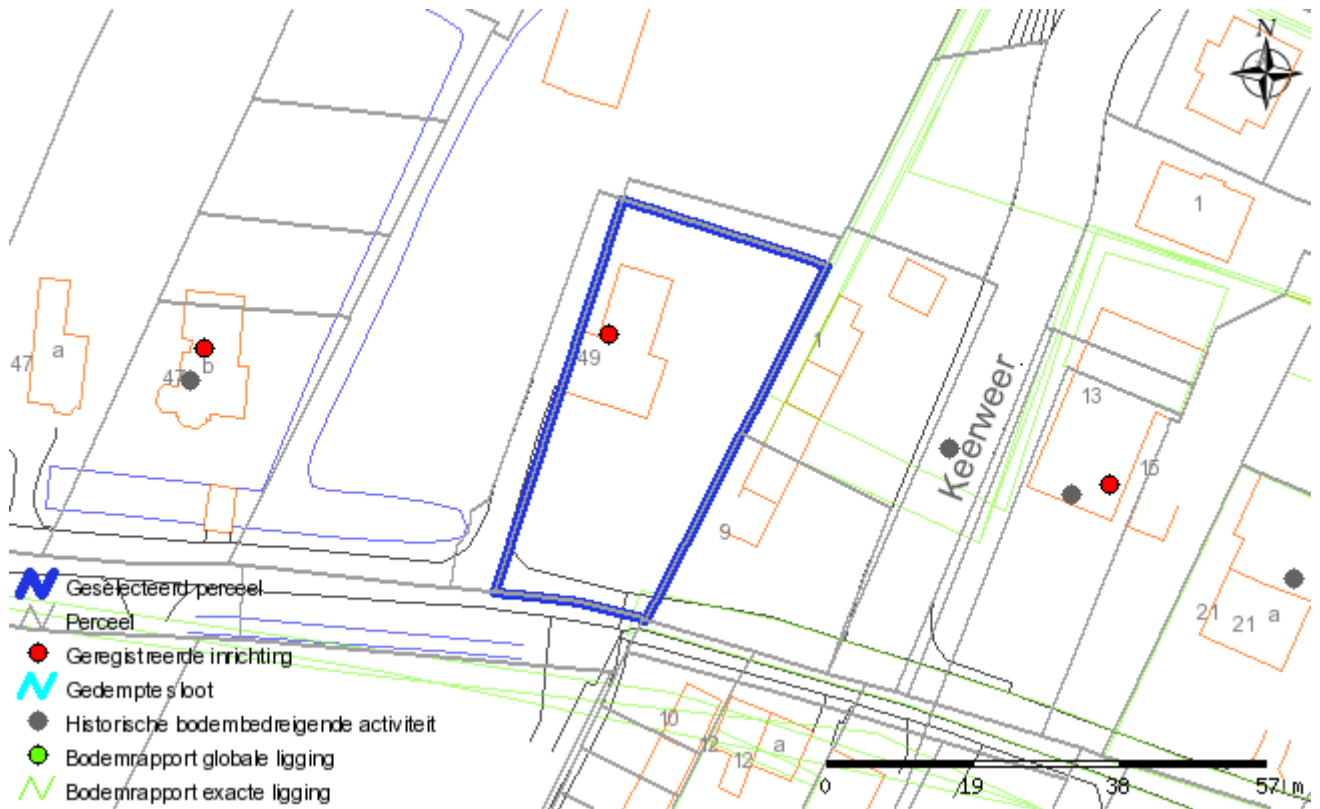 N
1
a
47
b
47
49
1
13
15
Keerweer
9
21
21
a
10
12
12
a
Geselecteerd perceel
Perceel
Geregistreerde inrichting
Gedempte sloot
Historische bodembedreigende activiteit
Bodemrapport globale ligging
Bodemrapport exacte ligging
0 19 38 57 m